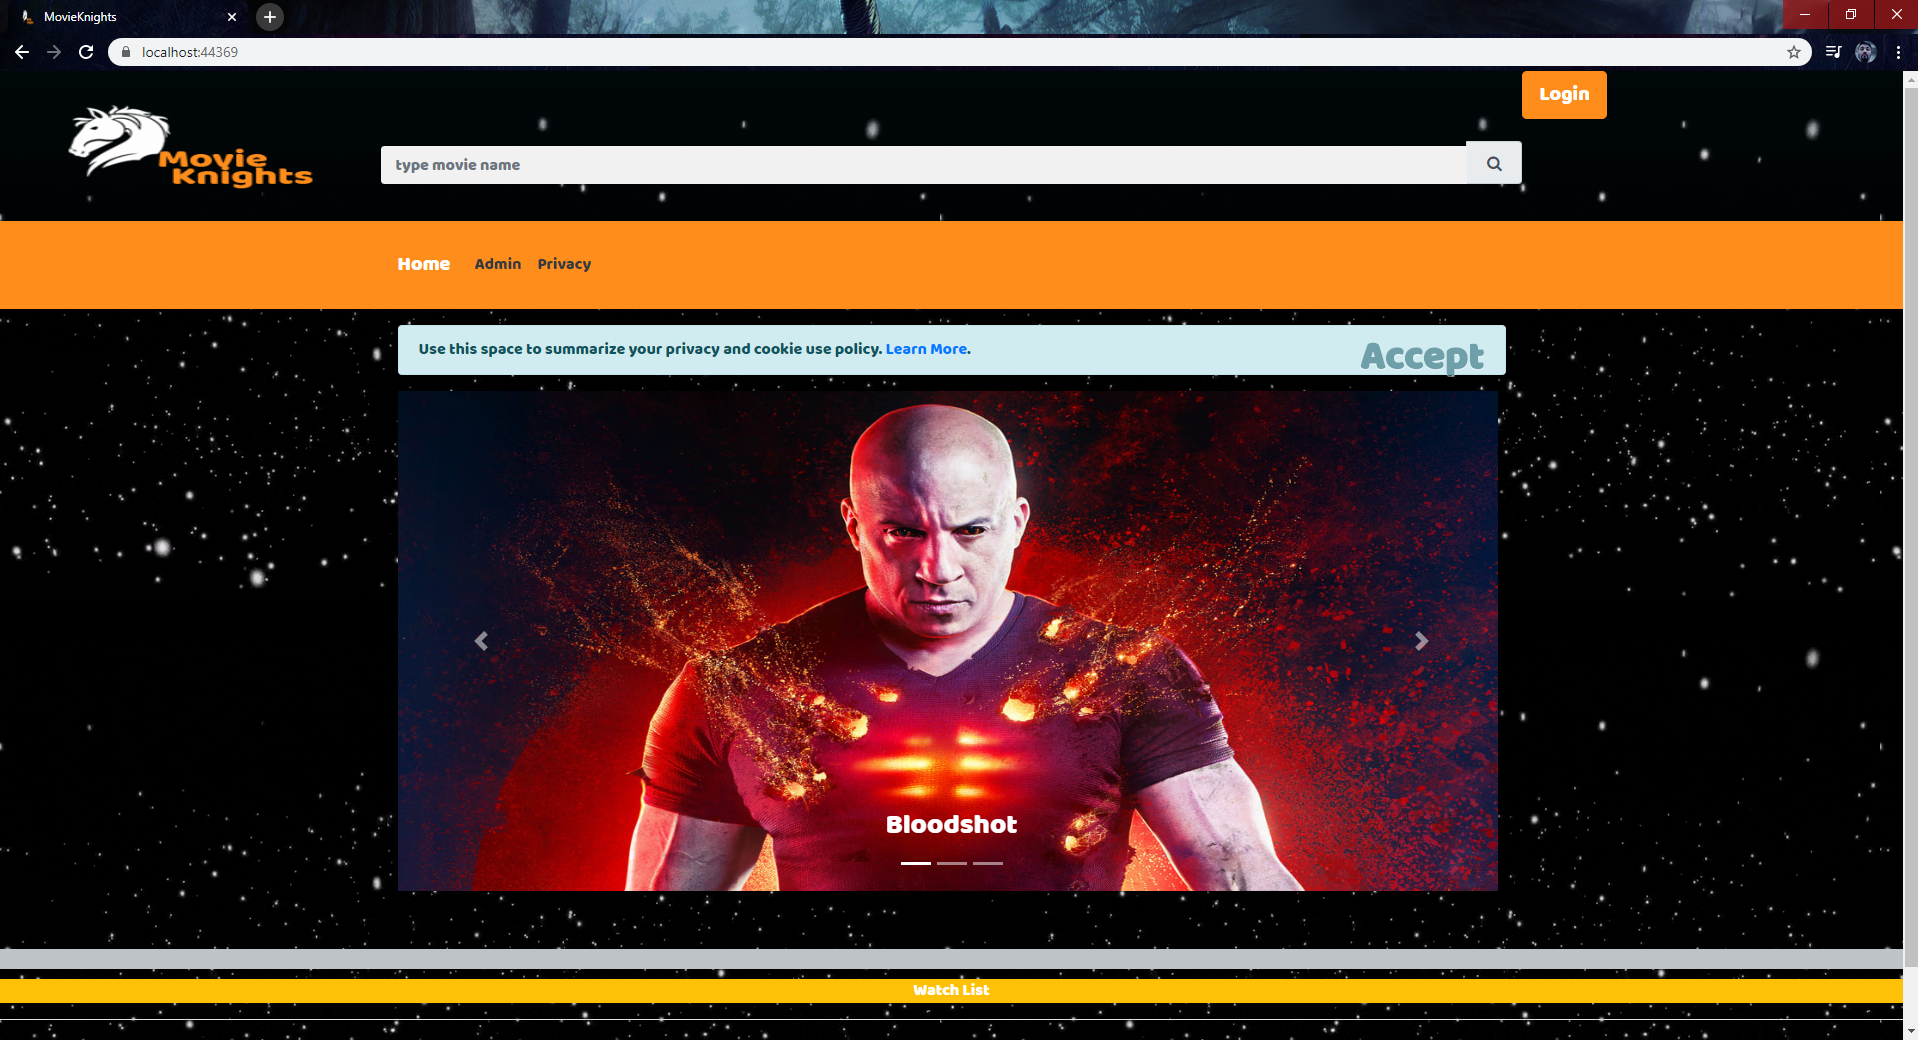 MovieKnights
localhost:44369
Login
Movie
Knights
type movie name
Home Admin Privacy
Use this space to summarize your privacy and cookie use policy. Learn More.
Accept
Bloodshot
Watch List